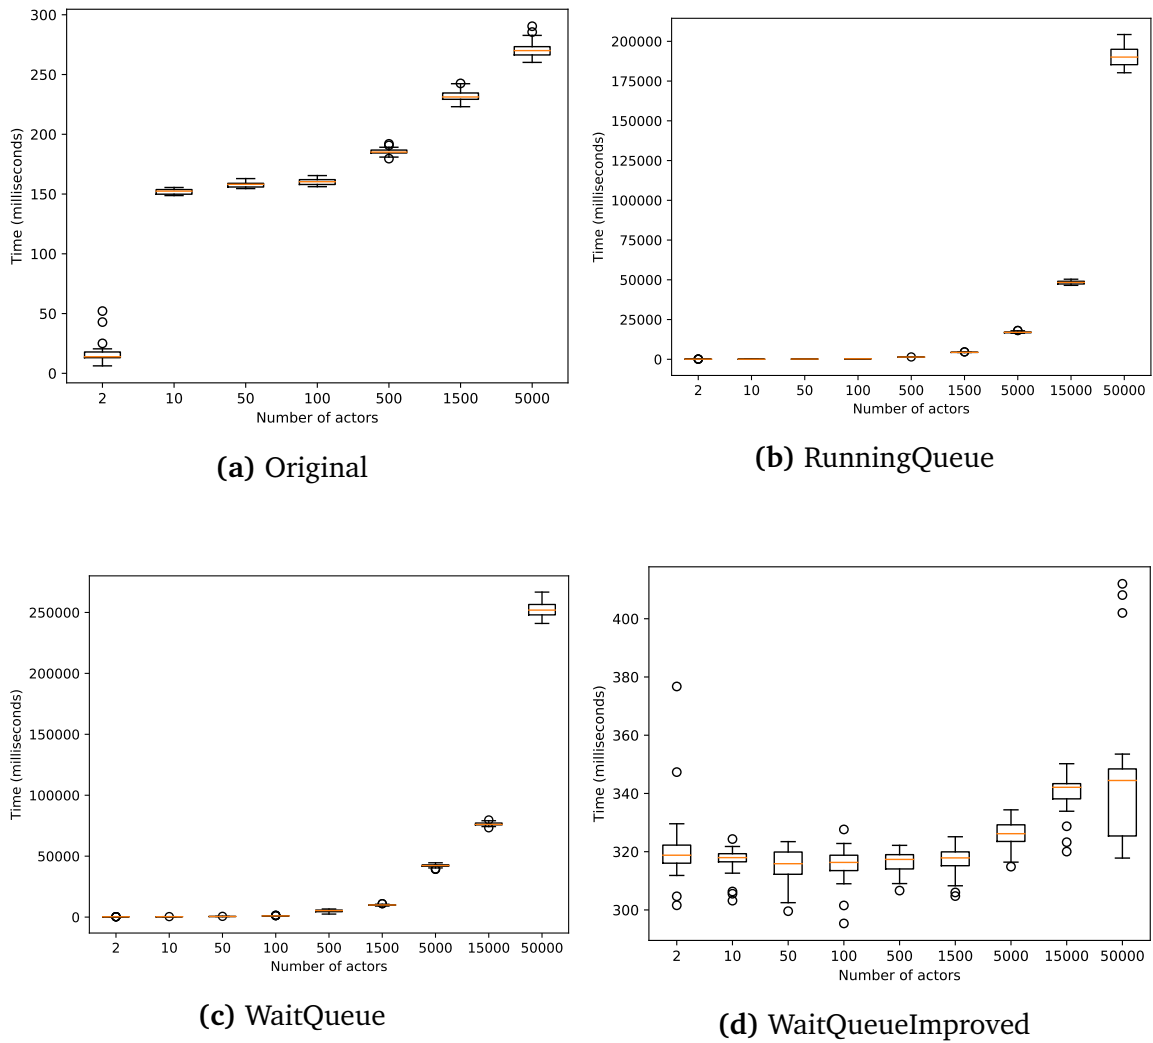 300
250
200
150
100
50
0
Time (milliseconds)
2 10 50 100 500 1500 5000
Number of actors
(a) Original
200000
175000
150000
125000
100000
75000
50000
25000
0
Time (milliseconds)
2 10 50 100 500 1500 5000 15000 50000
Number of actors
(b) RunningQueue
250000
200000
150000
100000
50000
0
Time (milliseconds)
2 10 50 100 500 1500 5000 15000 50000
Number of actors
(c) WaitQueue
400
380
360
340
320
300
Time (milliseconds)
2 10 50 100 500 1500 5000 15000 50000
Number of actors
(d) WaitQueueImproved